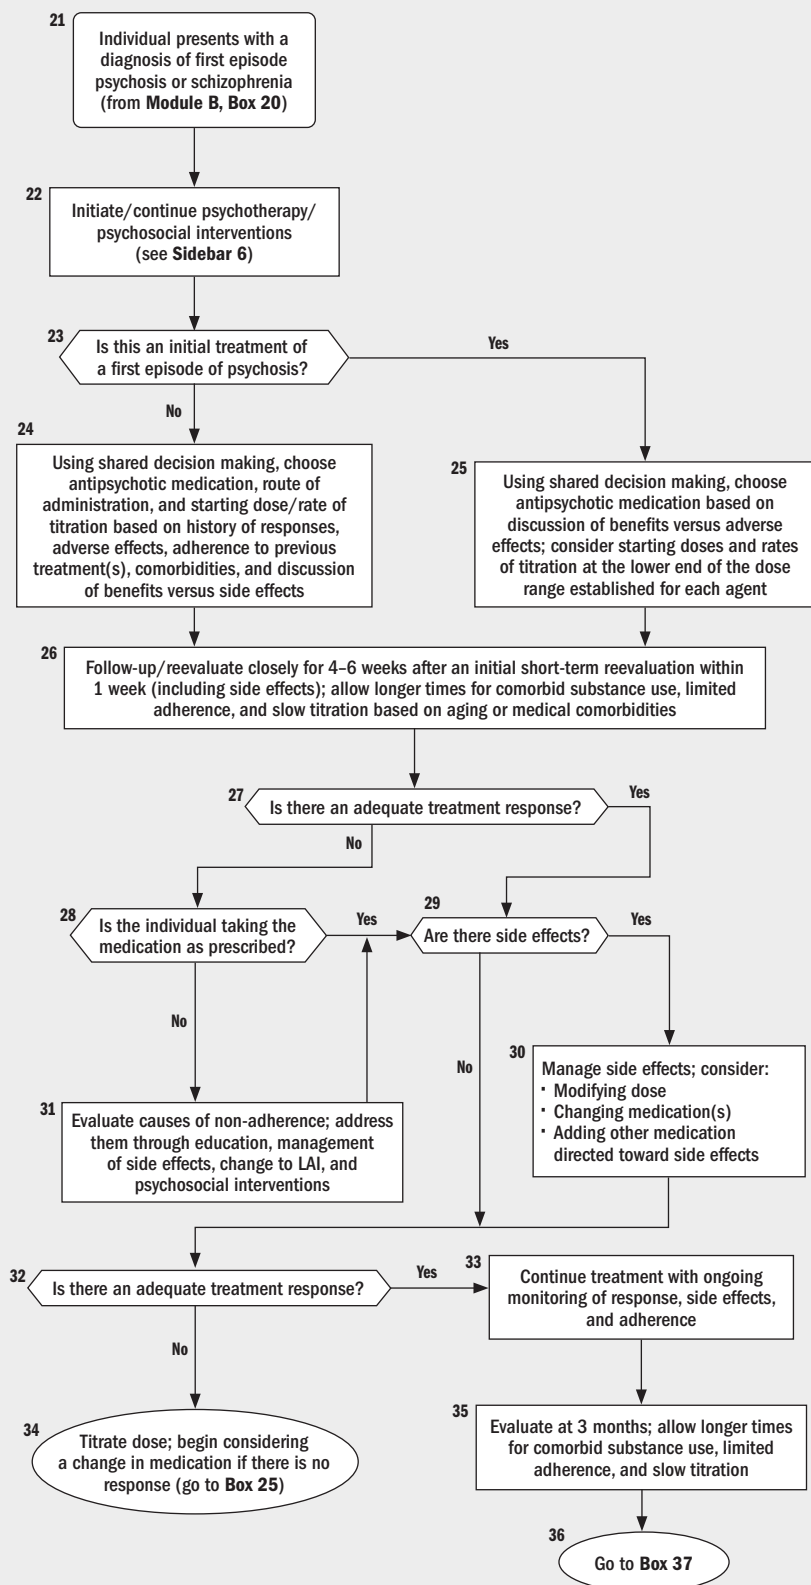 21
Individual presents with a
diagnosis of first episode
psychosis or schizophrenia
(from Module B, Box 20)
22
Initiate/continue psychotherapy/
psychosocial interventions
(see Sidebar 6)
23
Is this an initial treatment of
a first episode of psychosis?
Yes
No
24
Using shared decision making, choose
antipsychotic medication, route of
administration, and starting dose/rate of
titration based on history of responses,
adverse effects, adherence to previous
treatment(s), comorbidities, and discussion
of benefits versus side effects
25
Using shared decision making, choose
antipsychotic medication based on
discussion of benefits versus adverse
effects; consider starting doses and rates
of titration at the lower end of the dose
range established for each agent
26
Follow-up/reevaluate closely for 4–6 weeks after an initial short-term reevaluation within
1 week (including side effects); allow longer times for comorbid substance use, limited
adherence, and slow titration based on aging or medical comorbidities
27
Is there an adequate treatment response?
Yes
No
28
Is the individual taking the
medication as prescribed?
Yes
29
Are there side effects?
Yes
No
No
30
Manage side effects; consider:
· Modifying dose
· Changing medication(s)
· Adding other medication
directed toward side effects
31
Evaluate causes of non-adherence; address
them through education, management
of side effects, change to LAI, and
psychosocial interventions
32
Is there an adequate treatment response?
Yes
33
Continue treatment with ongoing
monitoring of response, side effects,
and adherence
No
34
Titrate dose; begin considering
a change in medication if there is no
response (go to Box 25)
35
Evaluate at 3 months; allow longer times
for comorbid substance use, limited
adherence, and slow titration
36
Go to Box 37